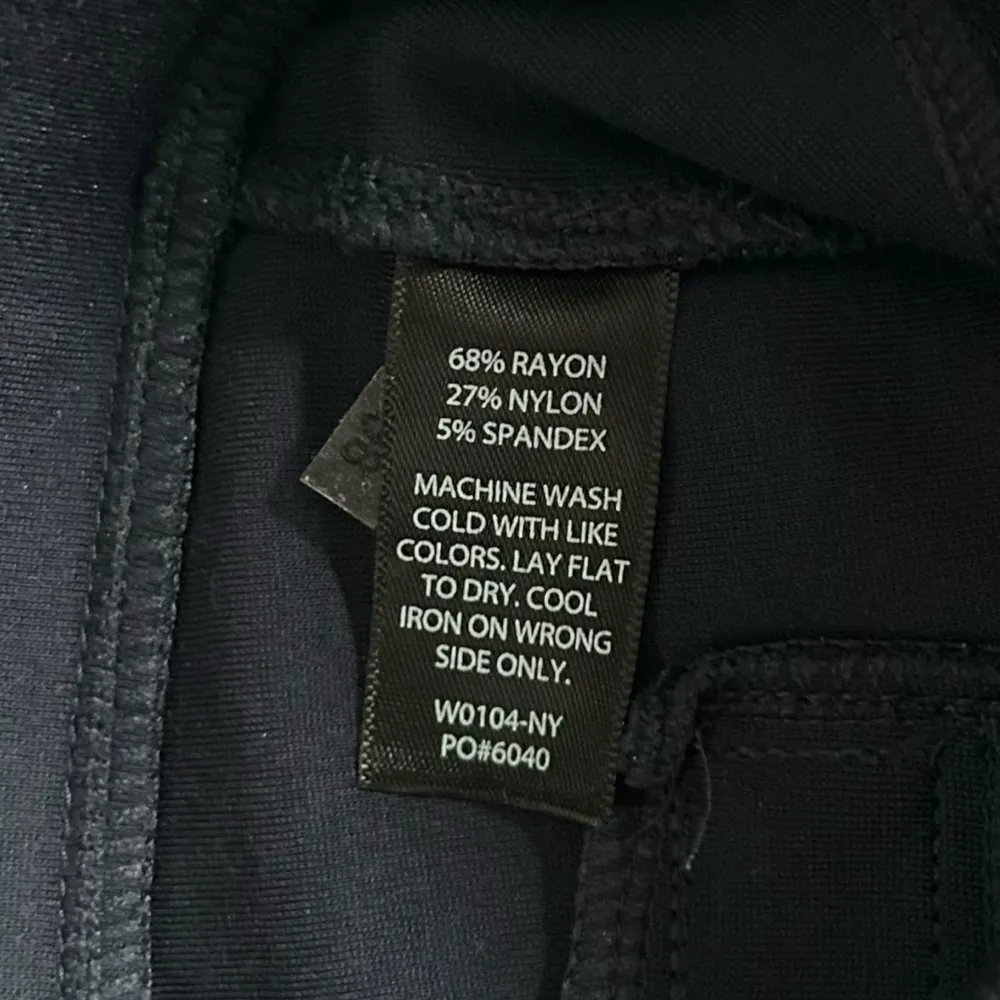 68% RAYON
27% NYLON
5% SPANDEX
MACHINE WASH
COLD WITH LIKE
COLORS. LAY FLAT
TO DRY. COOL
IRON ON WRONG
SIDE ONLY.
W0104-NY
PO#6040